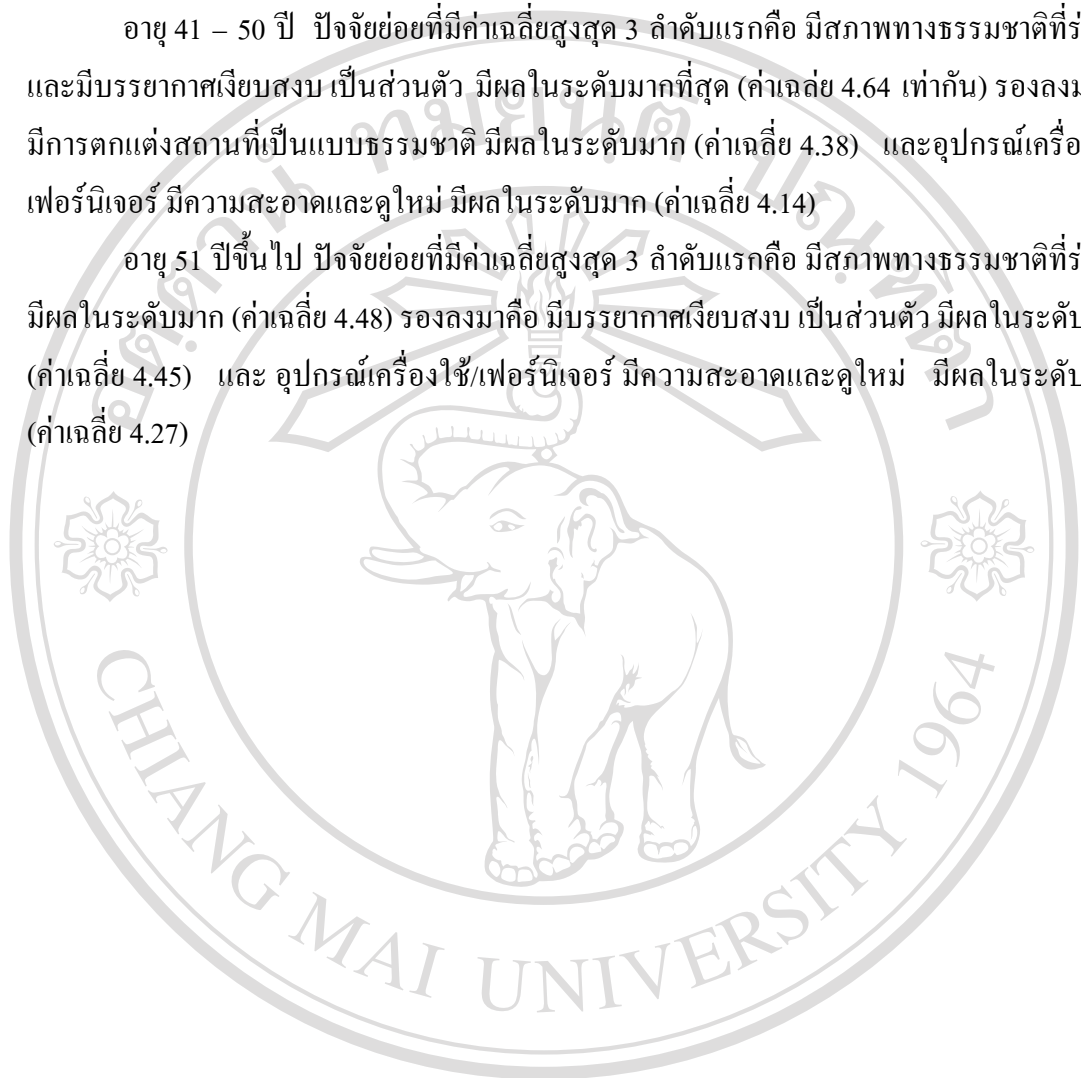 อายุ 41 – 50 ปี ปัจจัยย่อยที่มีค่าเฉลี่ยสูงสุด 3 ลำดับแรกคือ มีสภาพทางธรรมชาติที่ร่
และมีบรรยากาศเงียบสงบ เป็นส่วนตัว มีผลในระดับมากที่สุด (ค่าเฉล่ย 4.64 เท่ากัน) รองลงม
มีการตกแต่งสถานที่เป็นแบบธรรมชาติ มีผลในระดับมาก (ค่าเฉลี่ย 4.38) และอุปกรณ์เครื่อ
เฟอร์นิเจอร์ มีความสะอาดและดูใหม่ มีผลในระดับมาก (ค่าเฉลี่ย 4.14)
อายุ 51 ปีขึ้นไป ปัจจัยย่อยที่มีค่าเฉลี่ยสูงสุด 3 ลำดับแรกคือ มีสภาพทางธรรมชาติที่ร่
มีผลในระดับมาก (ค่าเฉลี่ย 4.48) รองลงมาคือ มีบรรยากาศเงียบสงบ เป็นส่วนตัว มีผลในระดับ
(ค่าเฉลี่ย 4.45) และ อุปกรณ์เครื่องใช้/เฟอร์นิเจอร์ มีความสะอาดและดูใหม่ มีผลในระดับ
(ค่าเฉลี่ย 4.27)
อตฺตานํ ทมยนฺติ ปณฺฑิตา
CHIANG MAI UNIVERSITY 1964